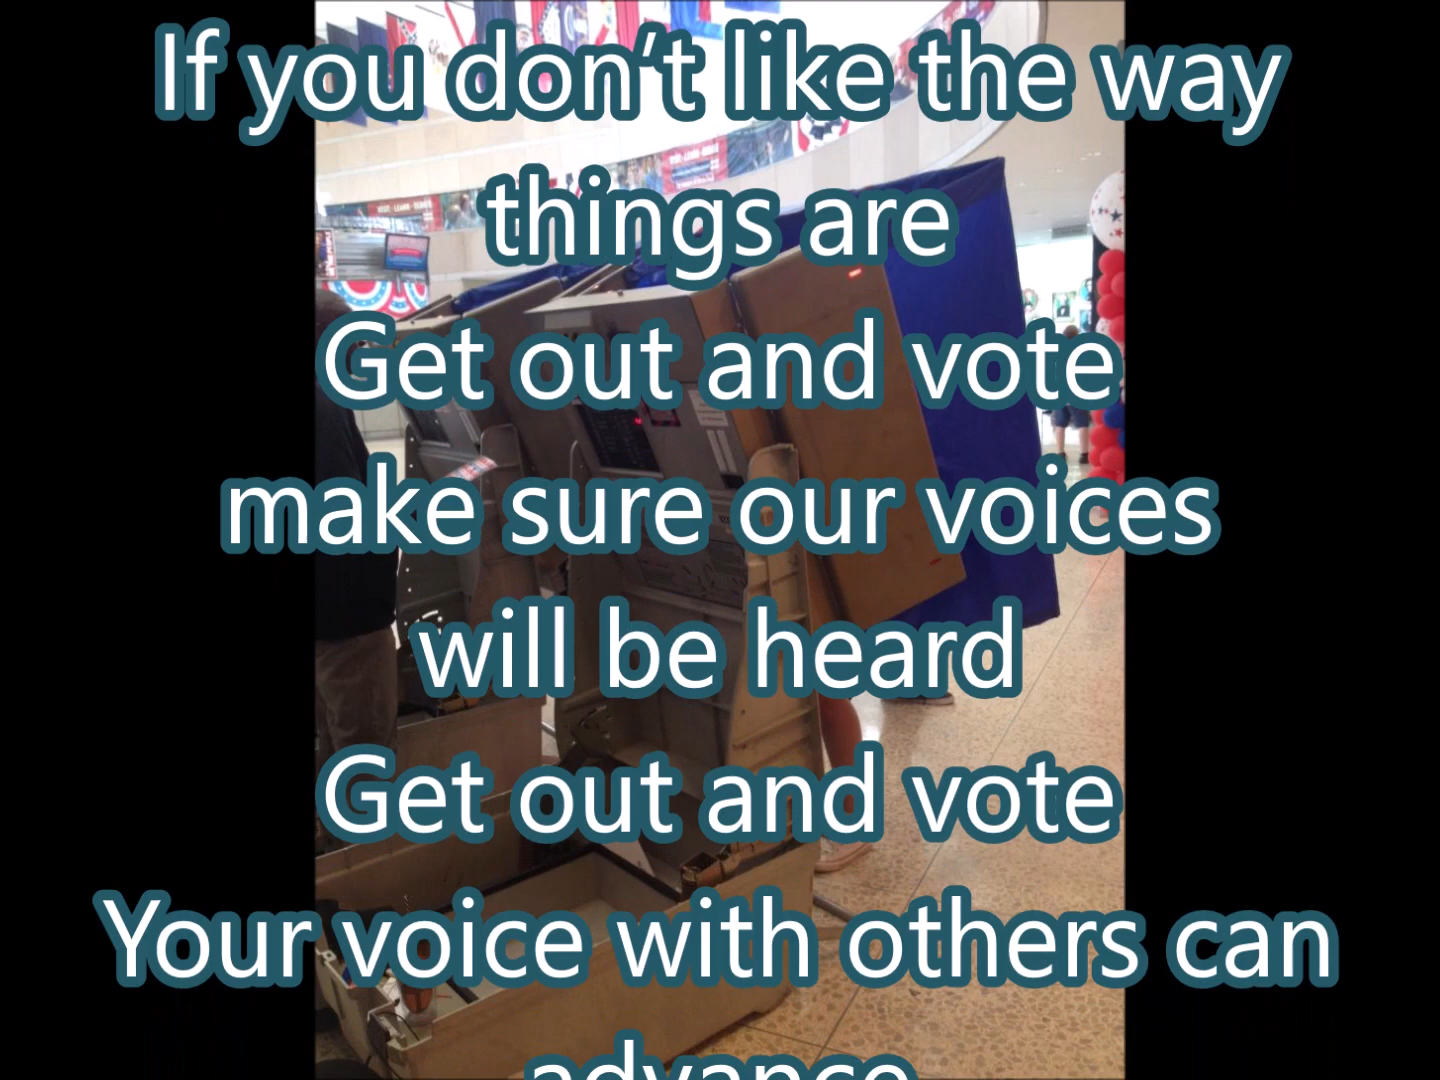 If you don't like the way
things are
Get out and vote
make sure our voices
will be heard
Get out and vote
Your voice with others can
advance